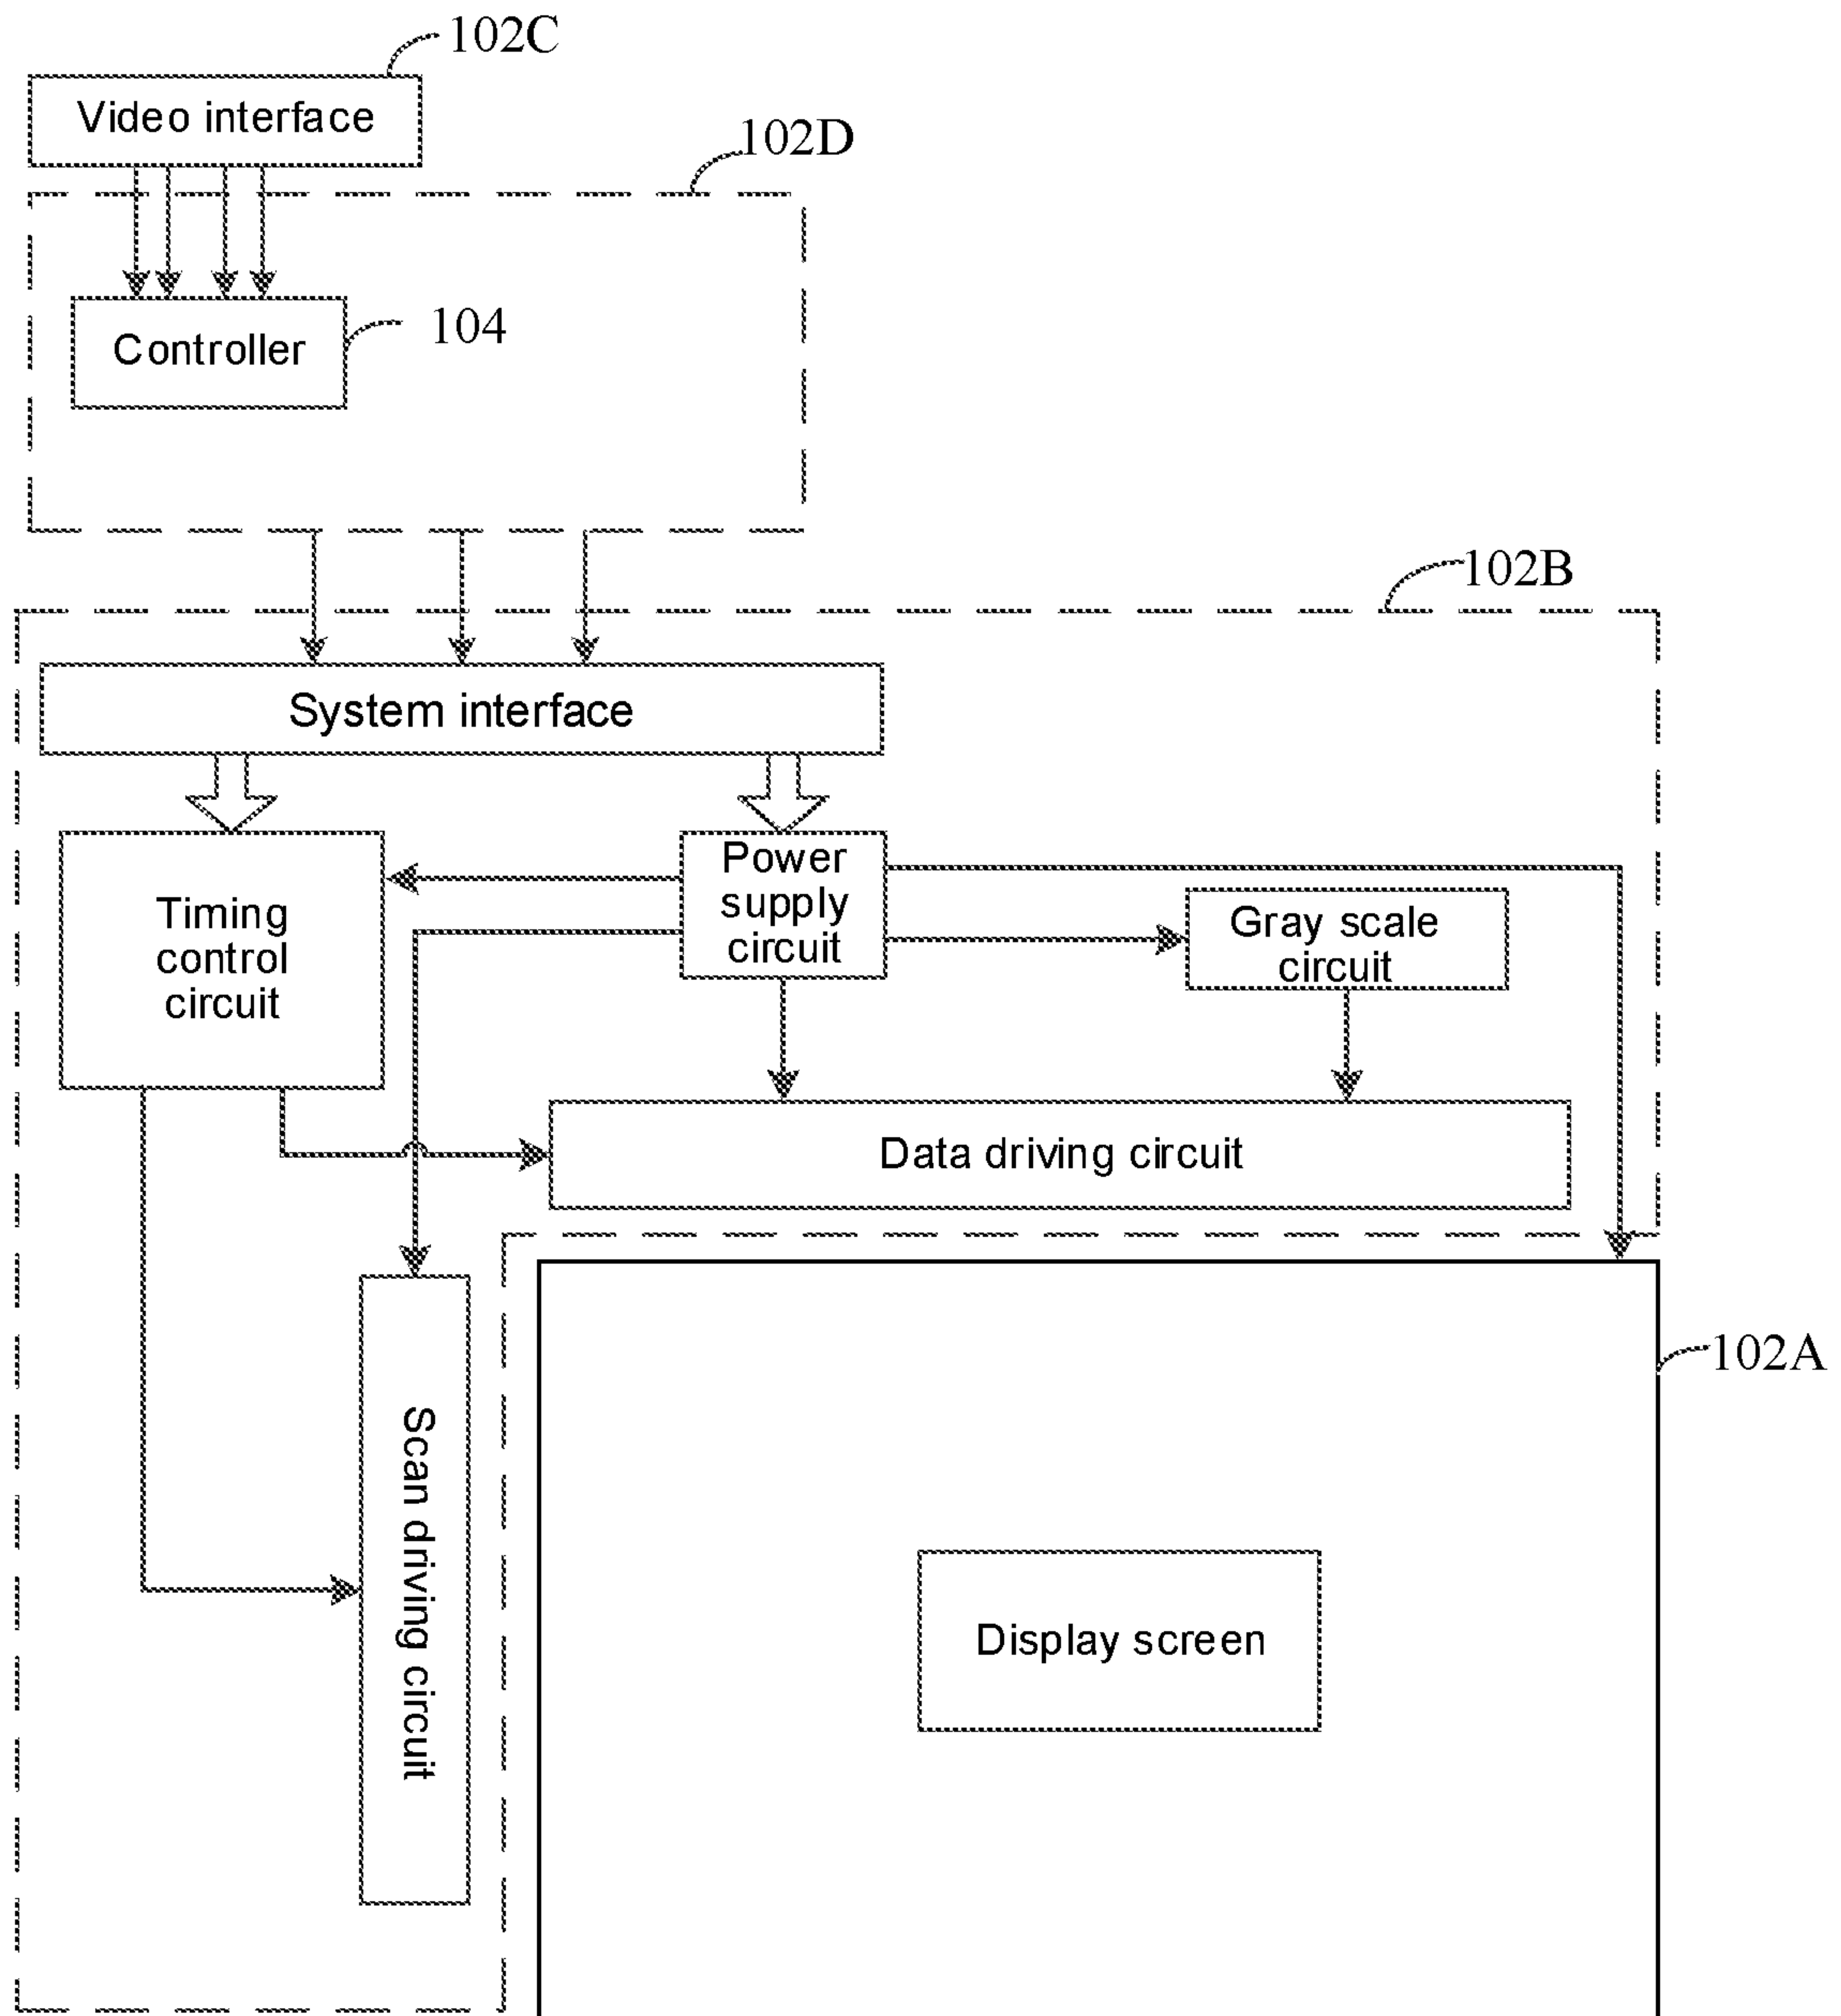 102C
Video interface
102D
Controller
104
102B
System interface
Timing
control
circuit
Power
supply
circuit
Gray scale
circuit
Data driving circuit
Scan driving circuit
102A
Display screen